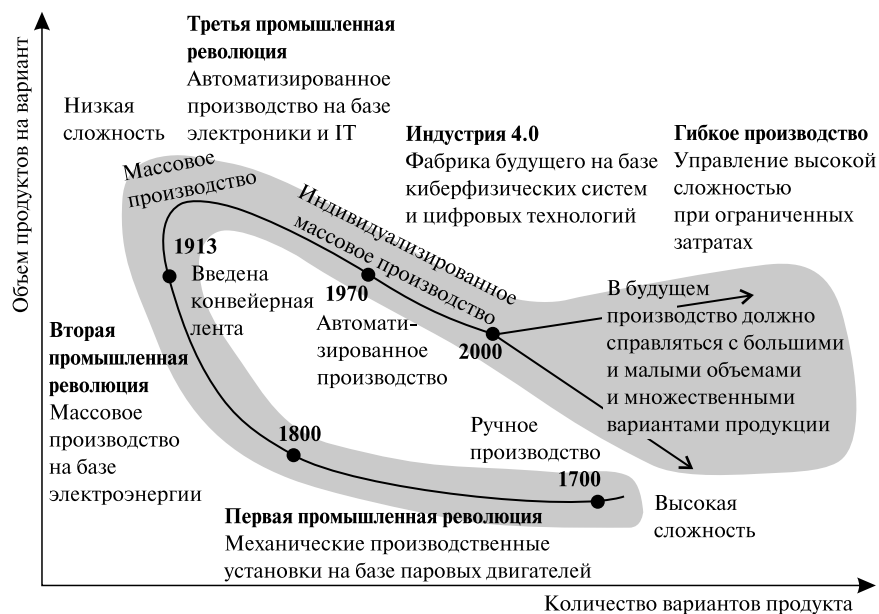 Объем продуктов на вариант
Третья промышленная
революция
Автоматизированное
производство на базе
электроники и IT
Низкая
сложность
Индустрия 4.0
Фабрика будущего на базе
киберфизических систем
и цифровых технологий
Гибкое производство
Управление высокой
сложностью
при ограниченных
затратах
Массовое
производство
Индивидуализированное
массовое производство
1913
Введена
конвейерная
лента
1970
Автомати-
зированное
производство
2000
В будущем
производство должно
справляться с большими
и малыми объемами
и множественными
вариантами продукции
Вторая
промышленная
революция
Массовое
производство
на базе
электроэнергии
1800
Ручное
производство
1700
Высокая
сложность
Первая промышленная революция
Механические производственные
установки на базе паровых двигателей
Количество вариантов продукта